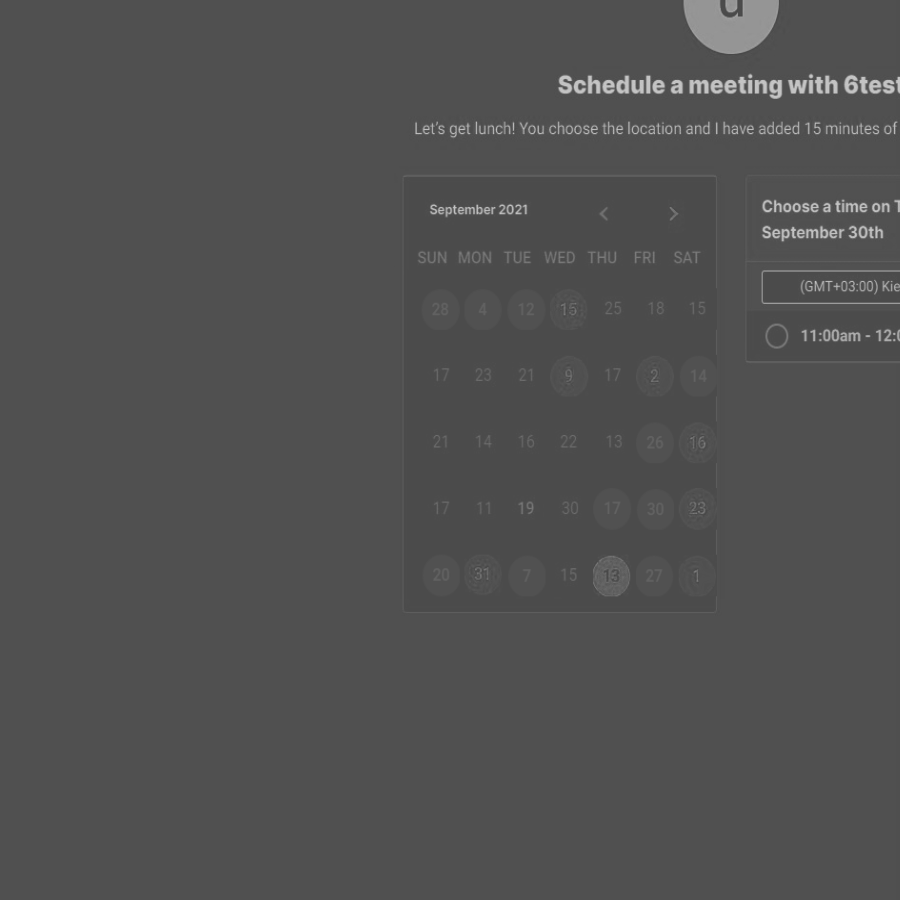 d
Schedule a meeting with 6test
Let's get lunch! You choose the location and I have added 15 minutes of
September 2021
SUN MON TUE WED THU FRI SAT
28 4 12 15 25 18 15
17 23 21 9 17 2 14
21 14 16 22 13 26 16
17 11 19 30 17 30 23
20 31 7 15 13 27 1
Choose a time on T
September 30th
(GMT+03:00) Kie
11:00am - 12:0